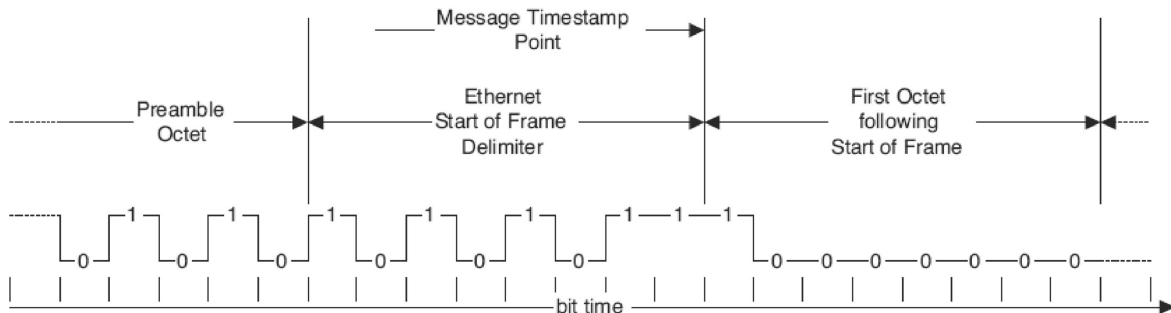 Message Timestamp
Point
Preamble
Octet
Ethernet
Start of Frame
Delimiter
First Octet
following
Start of Frame
1 1 1 1 1 1 1 1
0 0 0 0 0 0 0 0 0 0 0 0 0
bit time